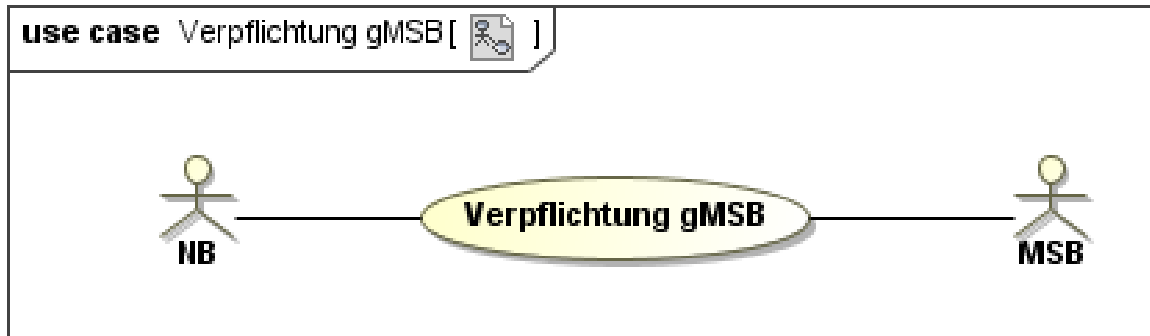 use case Verpflichtung gMSB [ ]
Verpflichtung gMSB
NB
MSB